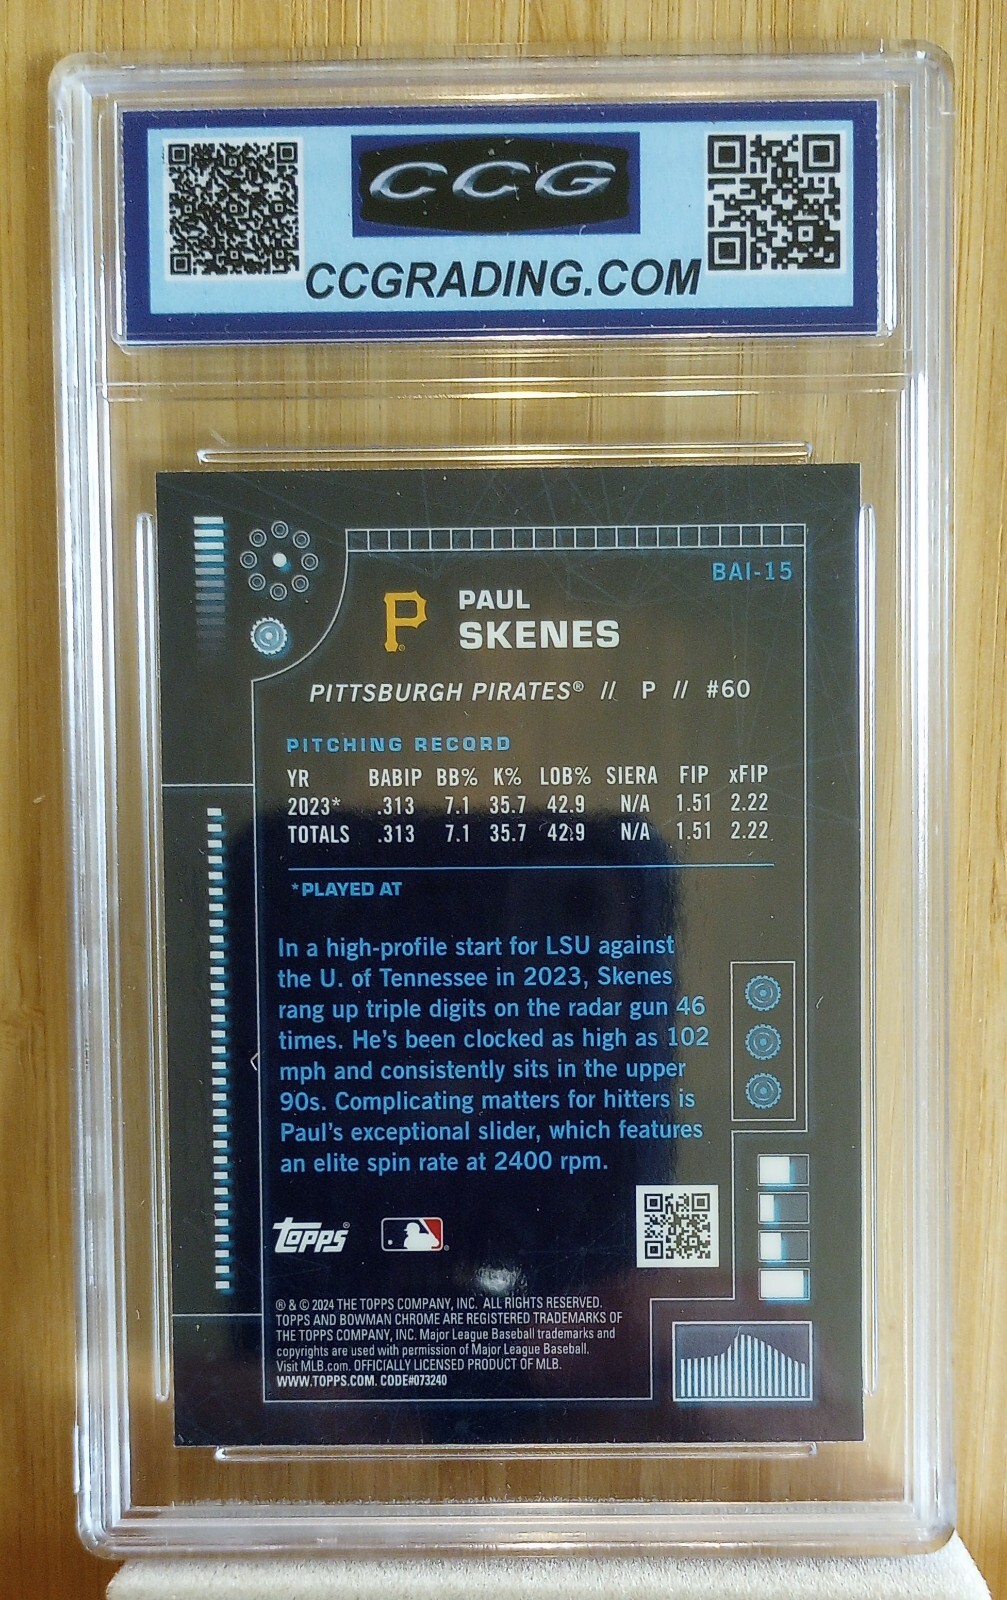 CCG
CCGRADING.COM
BAI-15
P
PAUL
SKENES
PITTSBURGH PIRATES® // P // #60
PITCHING RECORD
YR BABIP BB% K% LOB% SIERA FIP xFIP
2023* .313 7.1 35.7 42.9 N/A 1.51 2.22
TOTALS .313 7.1 35.7 42.9 N/A 1.51 2.22
*PLAYED AT
In a high-profile start for LSU against
the U. of Tennessee in 2023, Skenes
rang up triple digits on the radar gun 46
times. He's been clocked as high as 102
mph and consistently sits in the upper
90s. Complicating matters for hitters is
Paul's exceptional slider, which features
an elite spin rate at 2400 rpm.
TOPPS®
® & © 2024 THE TOPPS COMPANY, INC. ALL RIGHTS RESERVED.
TOPPS AND BOWMAN CHROME ARE REGISTERED TRADEMARKS OF
THE TOPPS COMPANY, INC. Major League Baseball trademarks and
copyrights are used with permission of Major League Baseball.
Visit MLB.com. OFFICIALLY LICENSED PRODUCT OF MLB.
WWW.TOPPS.COM. CODE#073240